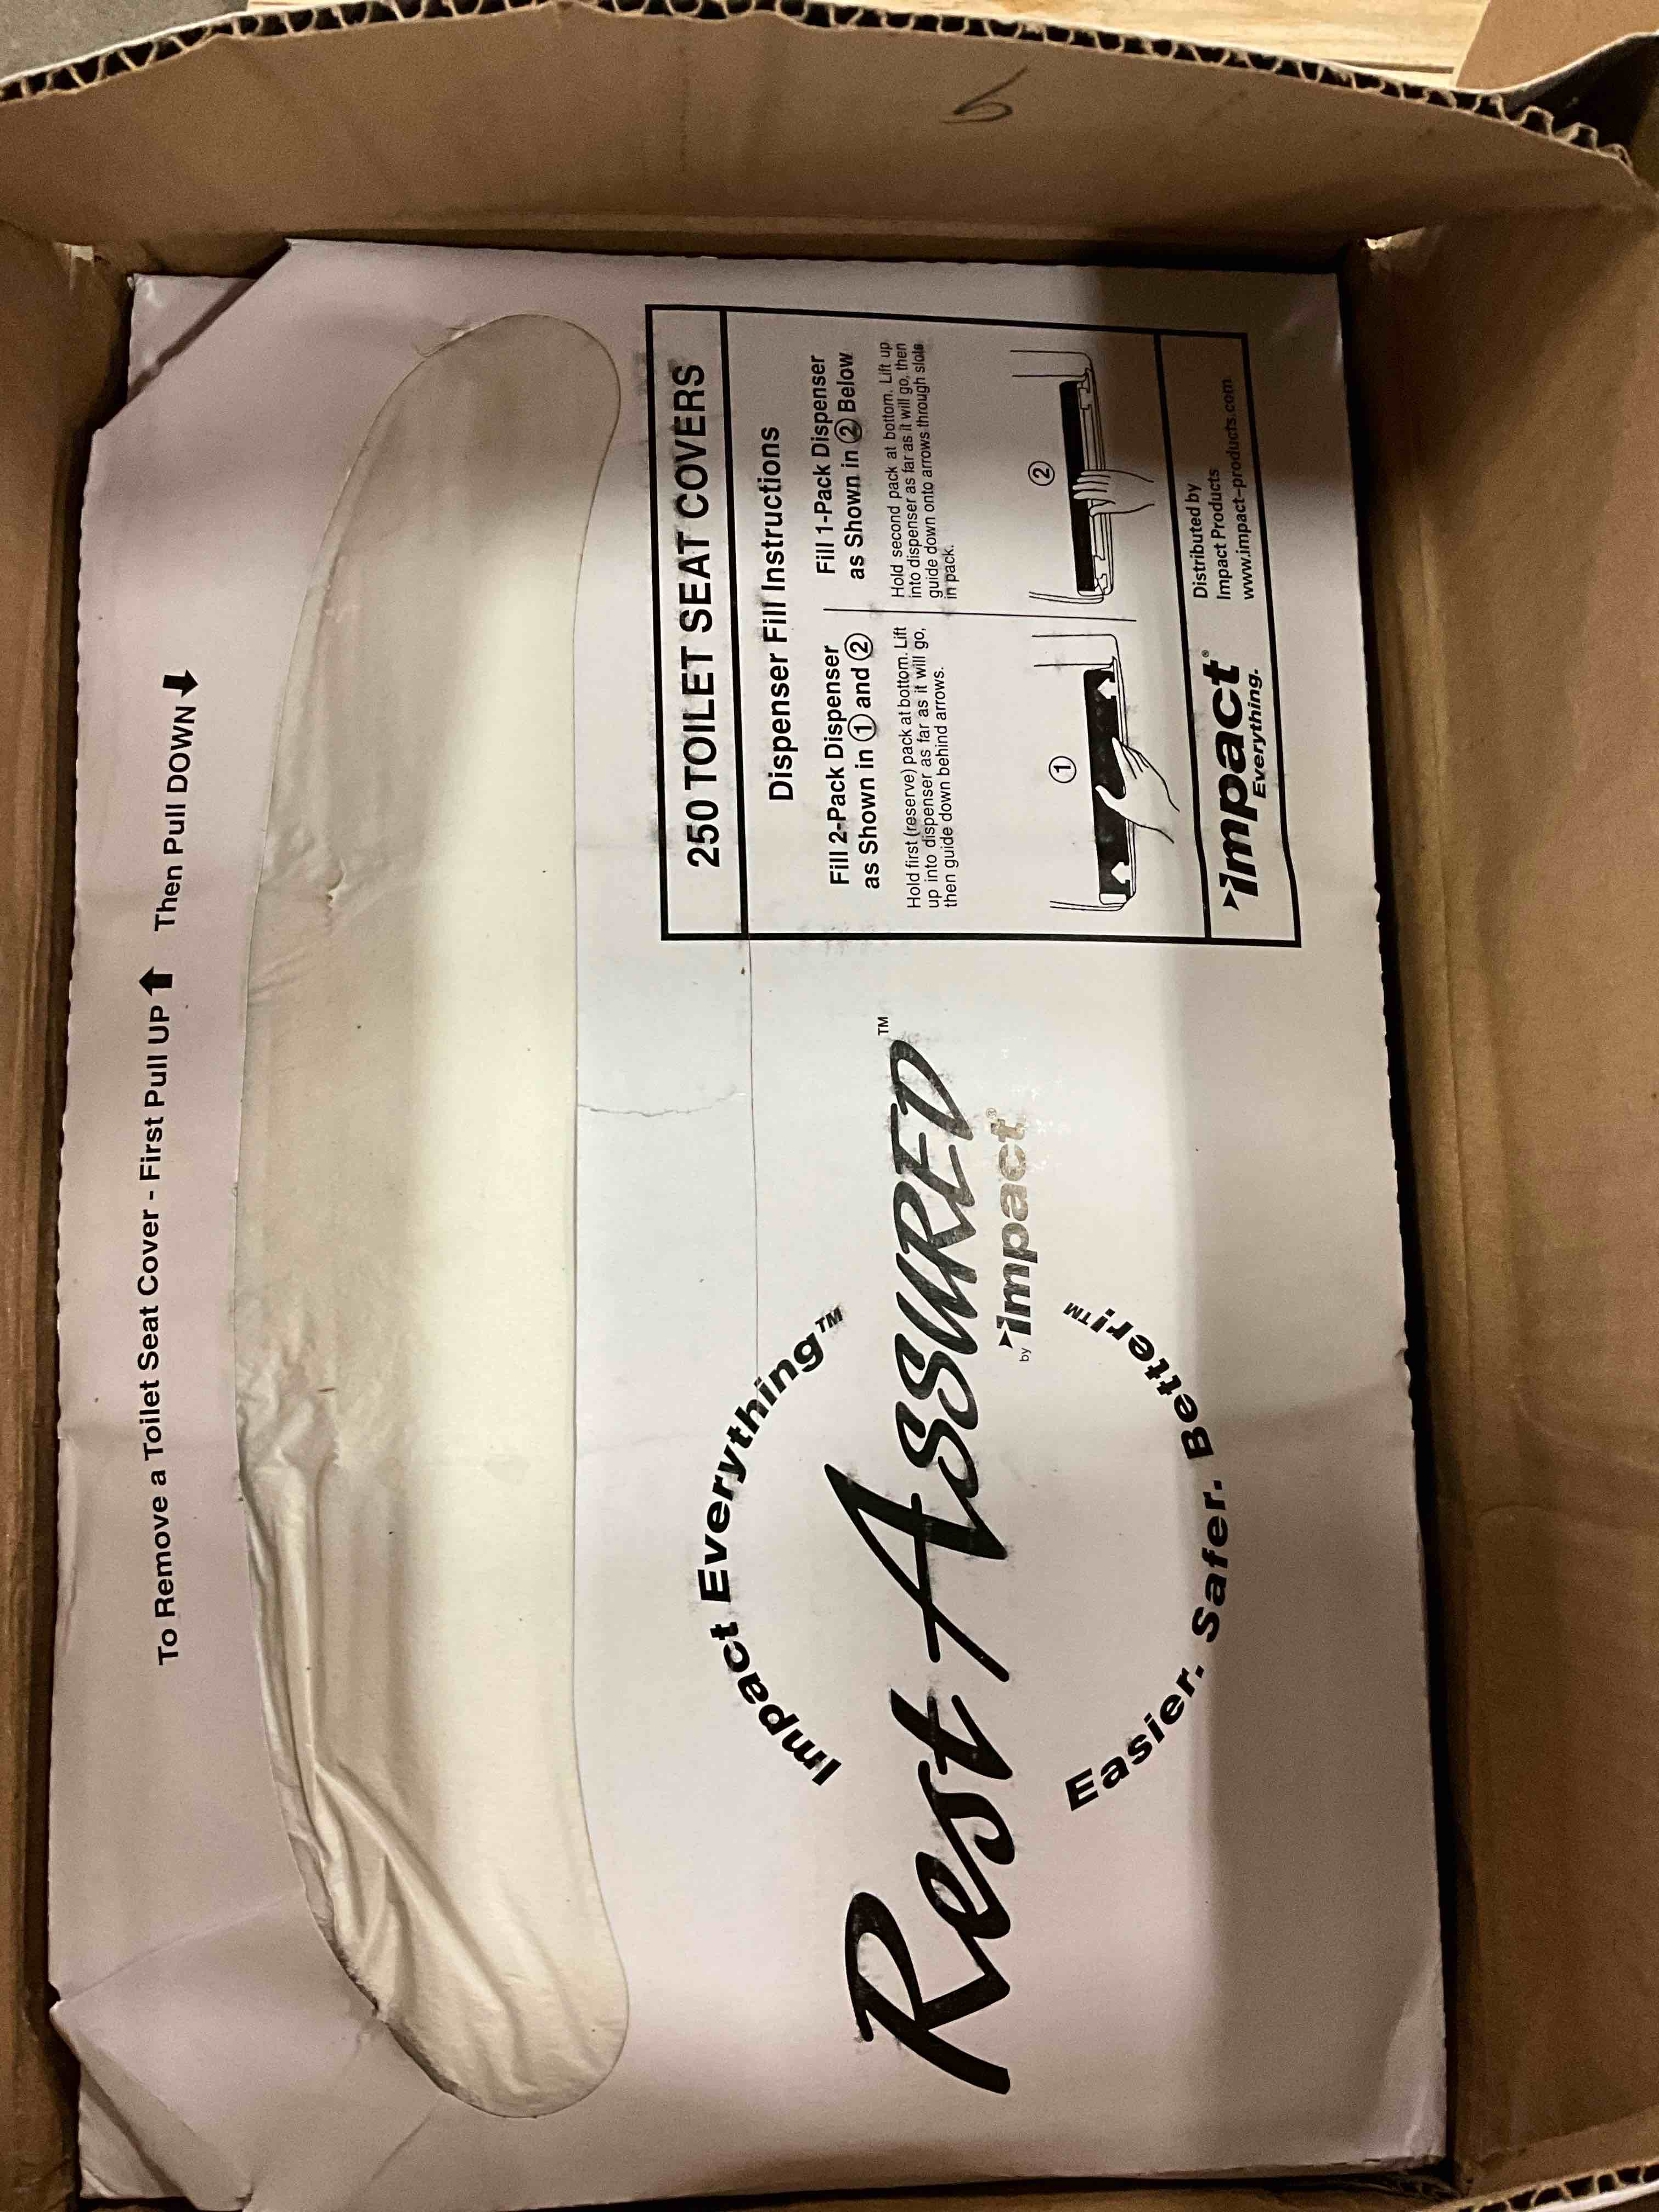 To Remove a Toilet Seat Cover - First Pull UP ⬆ Then Pull DOWN ⬇
Impact Everything™
Rest Assured™
by impact®
Easier. Safer. Better!™
250 TOILET SEAT COVERS
Dispenser Fill Instructions
Fill 2-Pack Dispenser
as Shown in ① and ②
Hold first (reserve) pack at bottom. Lift
up into dispenser as far as it will go,
then guide down behind arrows.
①
Fill 1-Pack Dispenser
as Shown in ② Below
Hold second pack at bottom. Lift up
into dispenser as far as it will go, then
guide down onto arrows through slots
in pack.
②
impact®
Everything.
Distributed by
Impact Products
www.impact-products.com